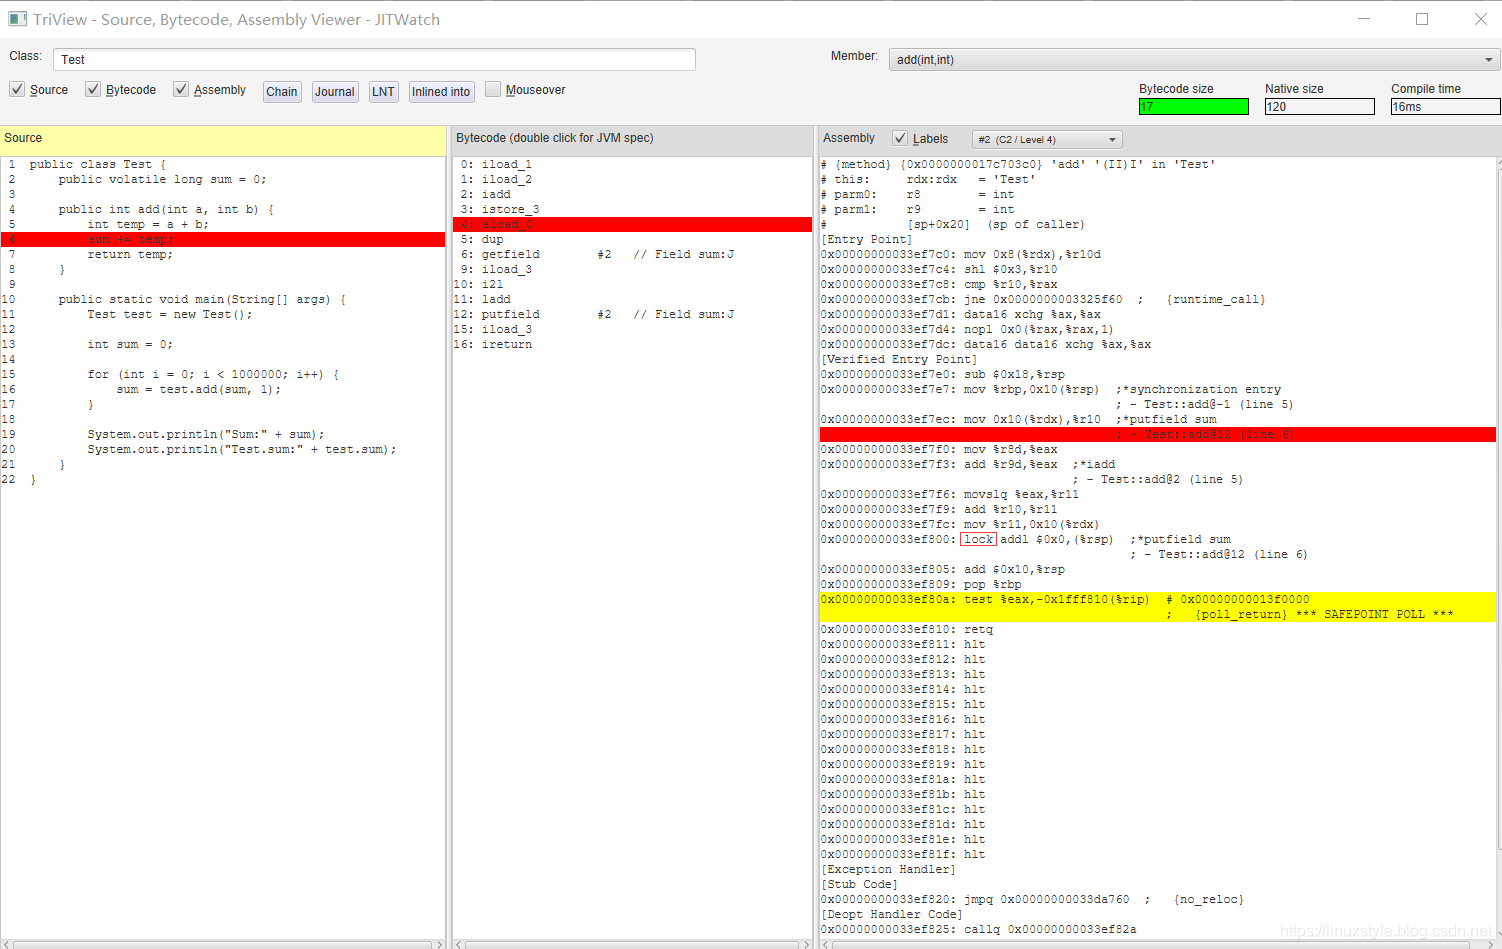 TriView - Source, Bytecode, Assembly Viewer - JITWatch
Class: Test
Member: add(int,int)
Source Bytecode Assembly Chain Journal LNT Inlined into Mouseover
Bytecode size Native size Compile time
17 120 16ms
Source
1 public class Test {
2 public volatile long sum = 0;
3
4 public int add(int a, int b) {
5 int temp = a + b;
6 sum += temp;
7 return temp;
8 }
9
10 public static void main(String[] args) {
11 Test test = new Test();
12
13 int sum = 0;
14
15 for (int i = 0; i < 1000000; i++) {
16 sum = test.add(sum, 1);
17 }
18
19 System.out.println("Sum:" + sum);
20 System.out.println("Test.sum:" + test.sum);
21 }
22 }
Bytecode (double click for JVM spec)
0: iload_1
1: iload_2
2: iadd
3: istore_3
4: aload_0
5: dup
6: getfield #2 // Field sum:J
9: iload_3
10: i2l
11: ladd
12: putfield #2 // Field sum:J
15: iload_3
16: ireturn
Assembly Labels #2 (C2 / Level 4)
# {method} {0x0000000017c703c0} 'add' '(II)I' in 'Test'
# this: rdx:rdx = 'Test'
# parm0: r8 = int
# parm1: r9 = int
# [sp+0x20] (sp of caller)
[Entry Point]
0x00000000033ef7c0: mov 0x8(%rdx),%r10d
0x00000000033ef7c4: shl $0x3,%r10
0x00000000033ef7c8: cmp %r10,%rax
0x00000000033ef7cb: jne 0x0000000003325f60 ; {runtime_call}
0x00000000033ef7d1: data16 xchg %ax,%ax
0x00000000033ef7d4: nopl 0x0(%rax,%rax,1)
0x00000000033ef7dc: data16 data16 xchg %ax,%ax
[Verified Entry Point]
0x00000000033ef7e0: sub $0x18,%rsp
0x00000000033ef7e7: mov %rbp,0x10(%rsp) ;*synchronization entry
; - Test::add@-1 (line 5)
0x00000000033ef7ec: mov 0x10(%rdx),%r10 ;*putfield sum
; - Test::add@12 (line 6)
0x00000000033ef7f0: mov %r8d,%eax
0x00000000033ef7f3: add %r9d,%eax ;*iadd
; - Test::add@2 (line 5)
0x00000000033ef7f6: movslq %eax,%r11
0x00000000033ef7f9: add %r10,%r11
0x00000000033ef7fc: mov %r11,0x10(%rdx)
0x00000000033ef800: lock addl $0x0,(%rsp) ;*putfield sum
; - Test::add@12 (line 6)
0x00000000033ef805: add $0x10,%rsp
0x00000000033ef809: pop %rbp
0x00000000033ef80a: test %eax,-0x1fff810(%rip) # 0x00000000013f0000
; {poll_return} *** SAFEPOINT POLL ***
0x00000000033ef810: retq
0x00000000033ef811: hlt
0x00000000033ef812: hlt
0x00000000033ef813: hlt
0x00000000033ef814: hlt
0x00000000033ef815: hlt
0x00000000033ef816: hlt
0x00000000033ef817: hlt
0x00000000033ef818: hlt
0x00000000033ef819: hlt
0x00000000033ef81a: hlt
0x00000000033ef81b: hlt
0x00000000033ef81c: hlt
0x00000000033ef81d: hlt
0x00000000033ef81e: hlt
0x00000000033ef81f: hlt
[Exception Handler]
[Stub Code]
0x00000000033ef820: jmpq 0x00000000033da760 ; {no_reloc}
[Deopt Handler Code]
0x00000000033ef825: callq 0x00000000033ef82a
https://linuxstyle.blog.csdn.net